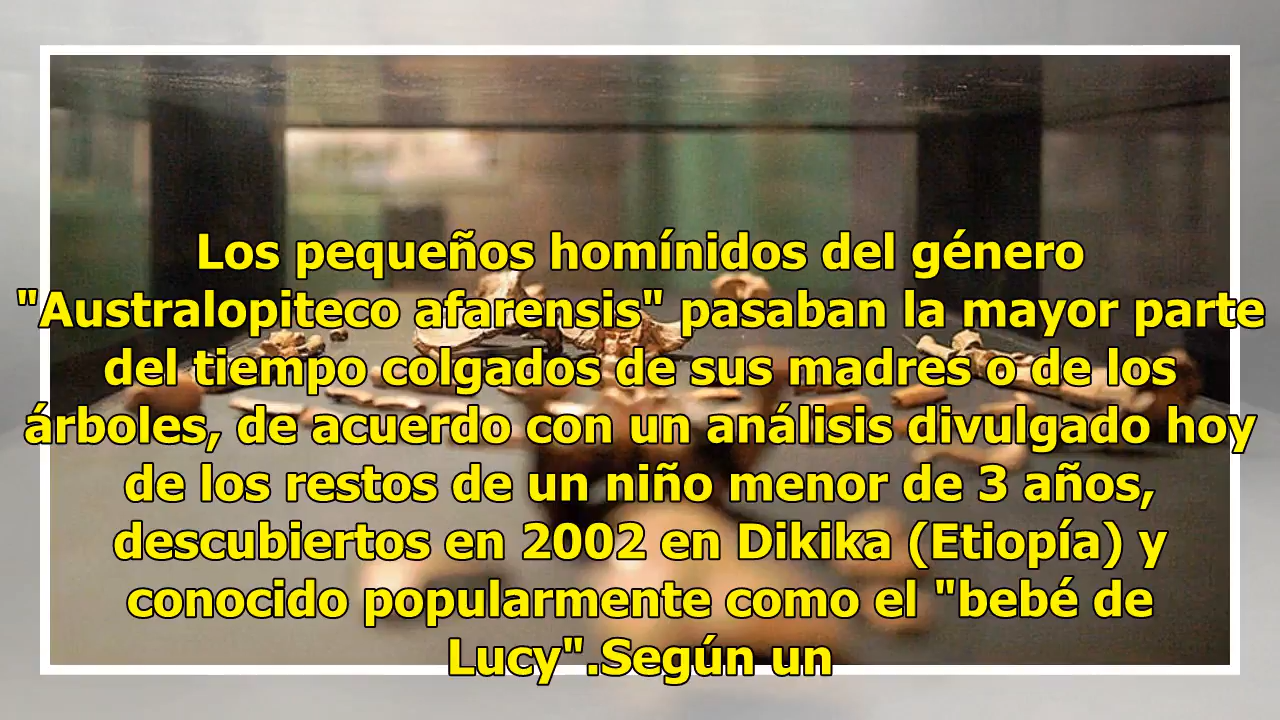 Los pequeños homínidos del género
"Australopiteco afarensis" pasaban la mayor parte
del tiempo colgados de sus madres o de los
árboles, de acuerdo con un análisis divulgado hoy
de los restos de un niño menor de 3 años,
descubiertos en 2002 en Dikika (Etiopía) y
conocido popularmente como el "bebé de
Lucy".Según un